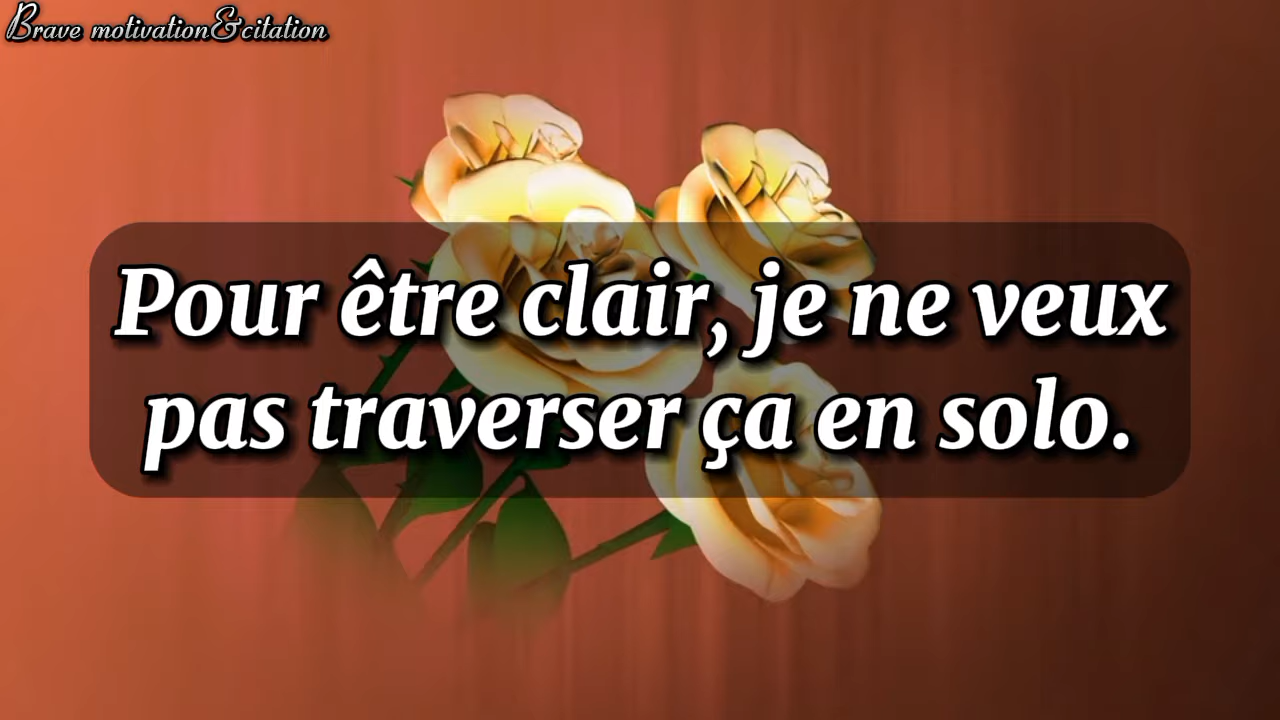 Brave motivation&citation
Pour être clair, je ne veux
pas traverser ça en solo.